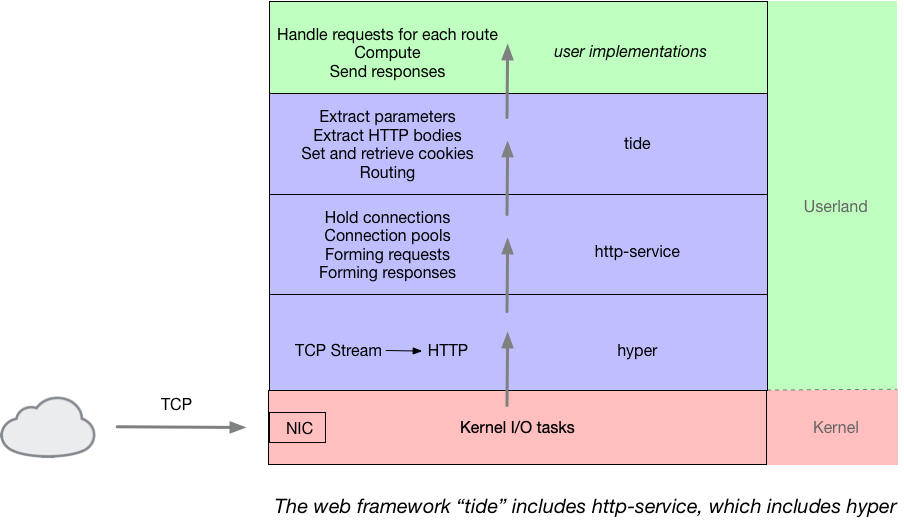 Handle requests for each route
Compute
Send responses
user implementations
Extract parameters
Extract HTTP bodies
Set and retrieve cookies
Routing
tide
Userland
Hold connections
Connection pools
Forming requests
Forming responses
http-service
TCP Stream HTTP
hyper
TCP
NIC
Kernel I/O tasks
Kernel
The web framework “tide” includes http-service, which includes hyper